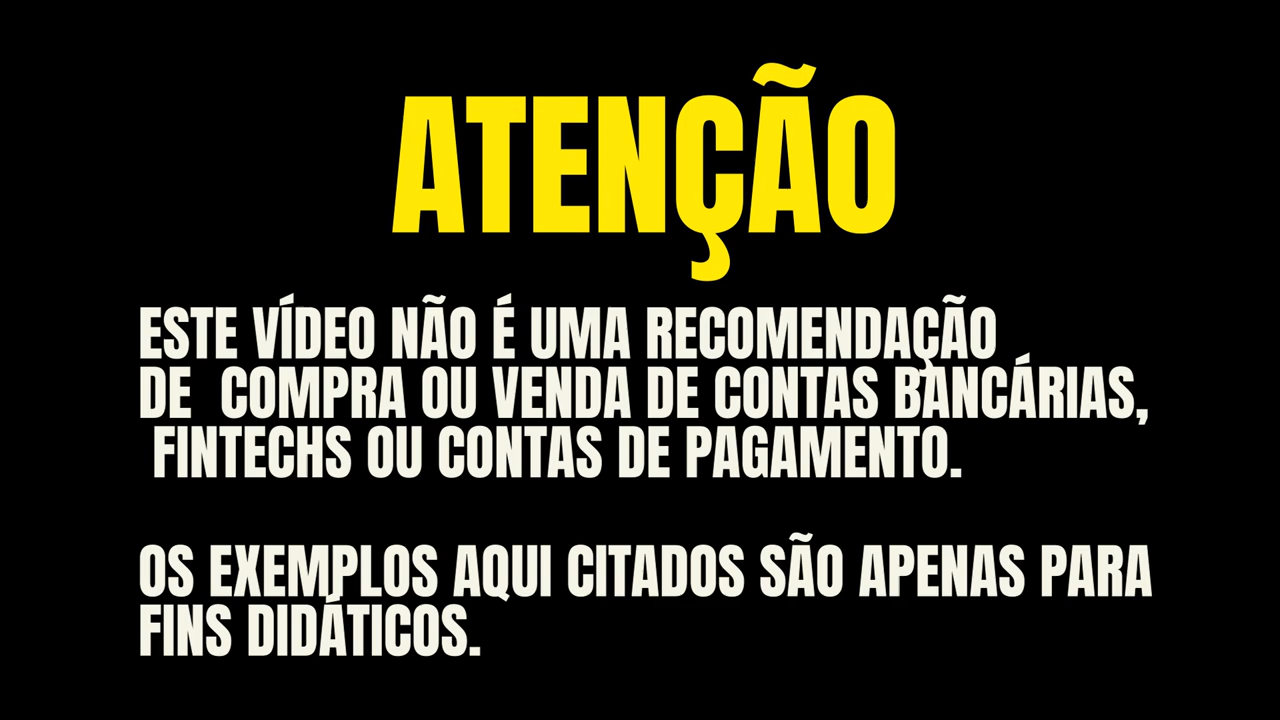 ATENÇÃO
ESTE VÍDEO NÃO É UMA RECOMENDAÇÃO
DE COMPRA OU VENDA DE CONTAS BANCÁRIAS,
FINTECHS OU CONTAS DE PAGAMENTO.
OS EXEMPLOS AQUI CITADOS SÃO APENAS PARA
FINS DIDÁTICOS.